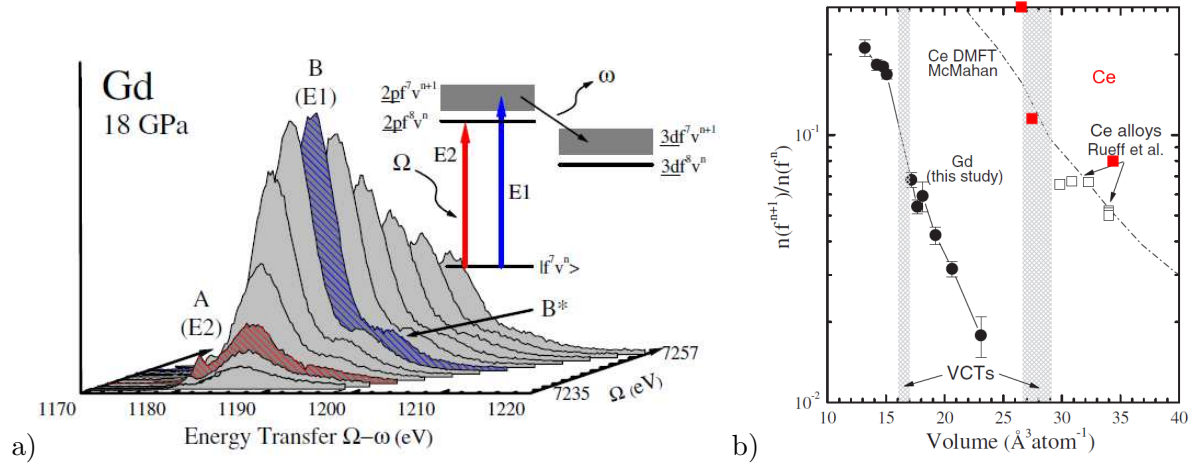 a)
Gd
18 GPa
B
(E1)
A
(E2)
B*
2pf⁷vⁿ⁺¹
2pf⁸vⁿ
ω
3df⁷vⁿ⁺¹
3df⁸vⁿ
E2
Ω
E1
|f⁷vⁿ>
7257
Ω (eV)
7235
1170 1180 1190 1200 1210 1220
Energy Transfer Ω−ω (eV)
b)
n(fⁿ⁺¹)/n(fⁿ)
10⁻¹
10⁻²
Ce DMFT
McMahan
Ce
Ce alloys
Rueff et al.
Gd
(this study)
VCTs
10 15 20 25 30 35 40
Volume (Å³atom⁻¹)